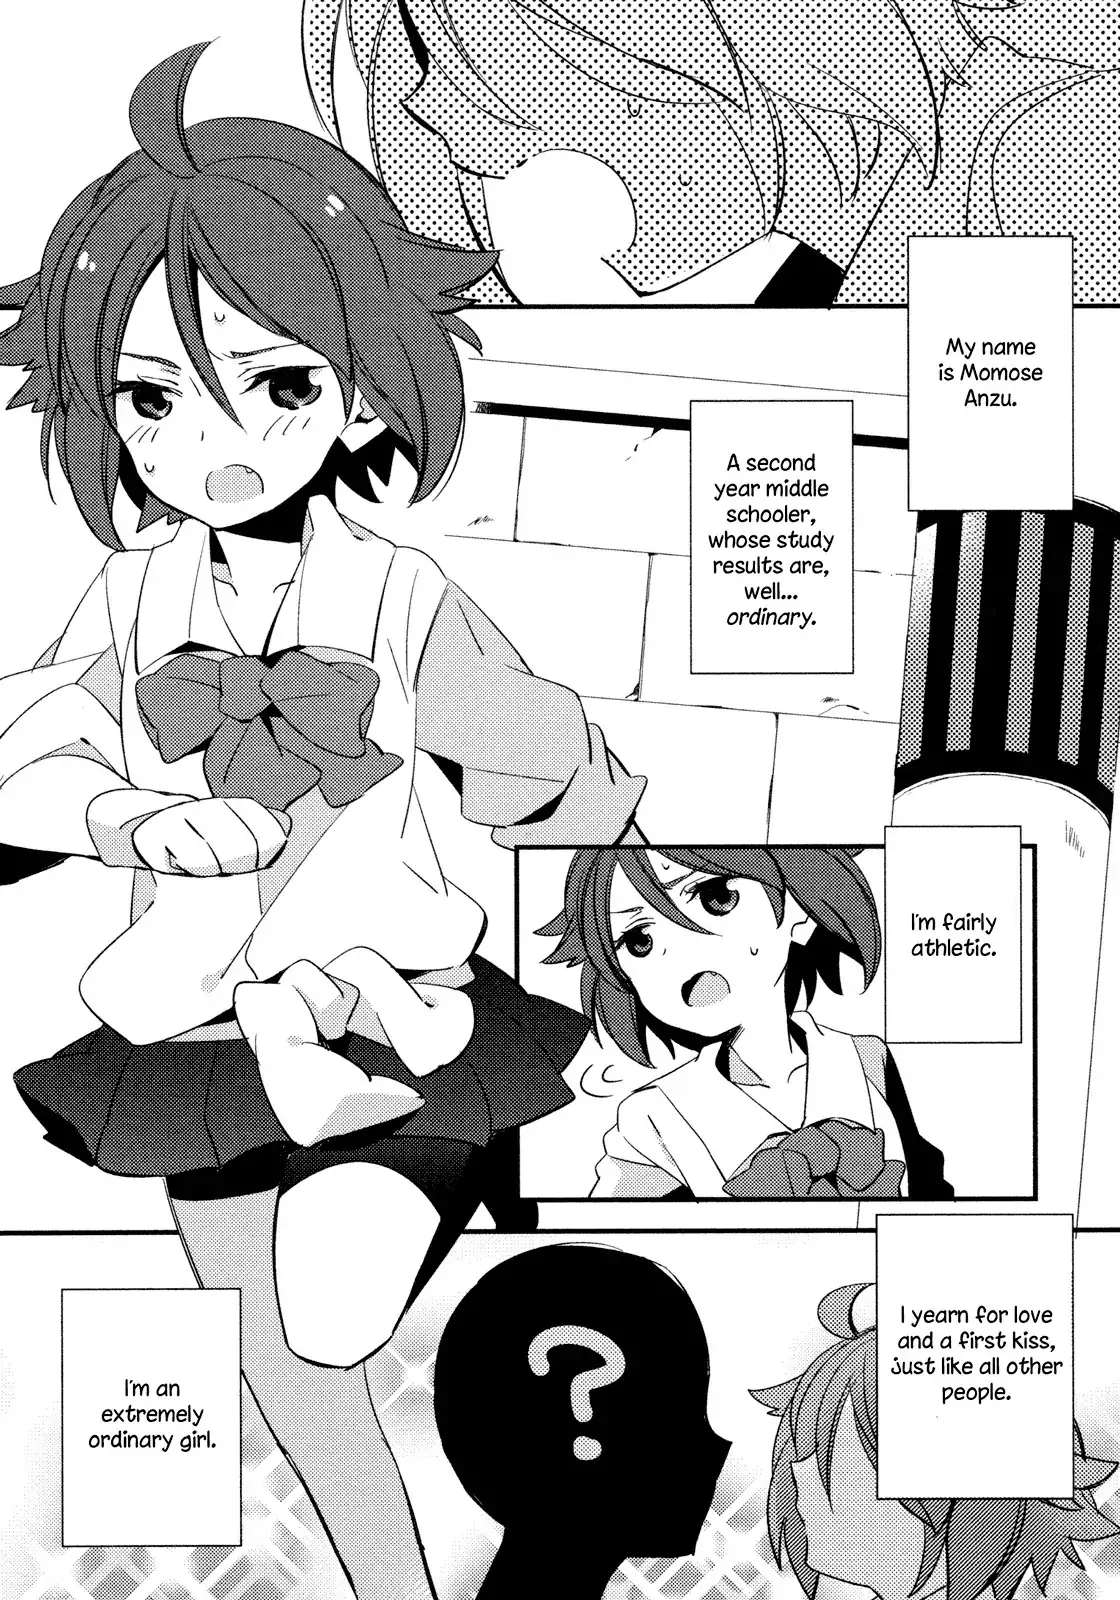 My name
is Momose
Anzu.
A second
year middle
schooler,
whose study
results are,
well...
ordinary.
I'm fairly
athletic.
I yearn for love
and a first kiss,
just like all other
people.
?
I'm an
extremely
ordinary girl.